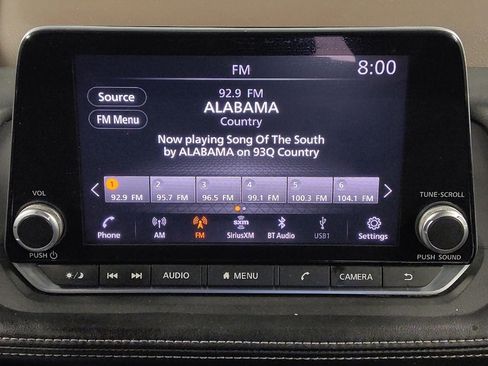 FM
8:00
Source
92.9 FM
ALABAMA
Country
FM Menu
Now playing Song Of The South
by ALABAMA on 93Q Country
1 2 3 4 5 6
92.9 FM 95.7 FM 96.5 FM 99.1 FM 100.3 FM 104.1 FM
VOL
TUNE·SCROLL
sxm
Phone AM FM SiriusXM BT Audio USB1 Settings
PUSH
PUSH SOUND
AUDIO MENU CAMERA